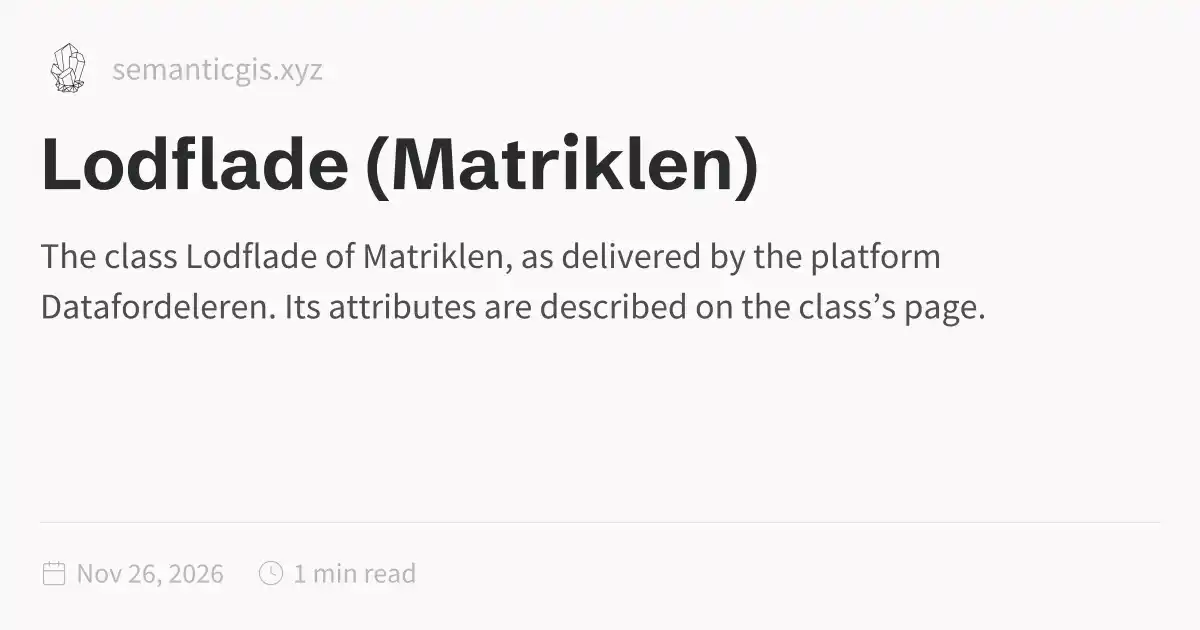 semanticgis.xyz
Lodflade (Matriklen)
The class Lodflade of Matriklen, as delivered by the platform
Datafordeleren. Its attributes are described on the class’s page.
Nov 26, 2026 1 min read